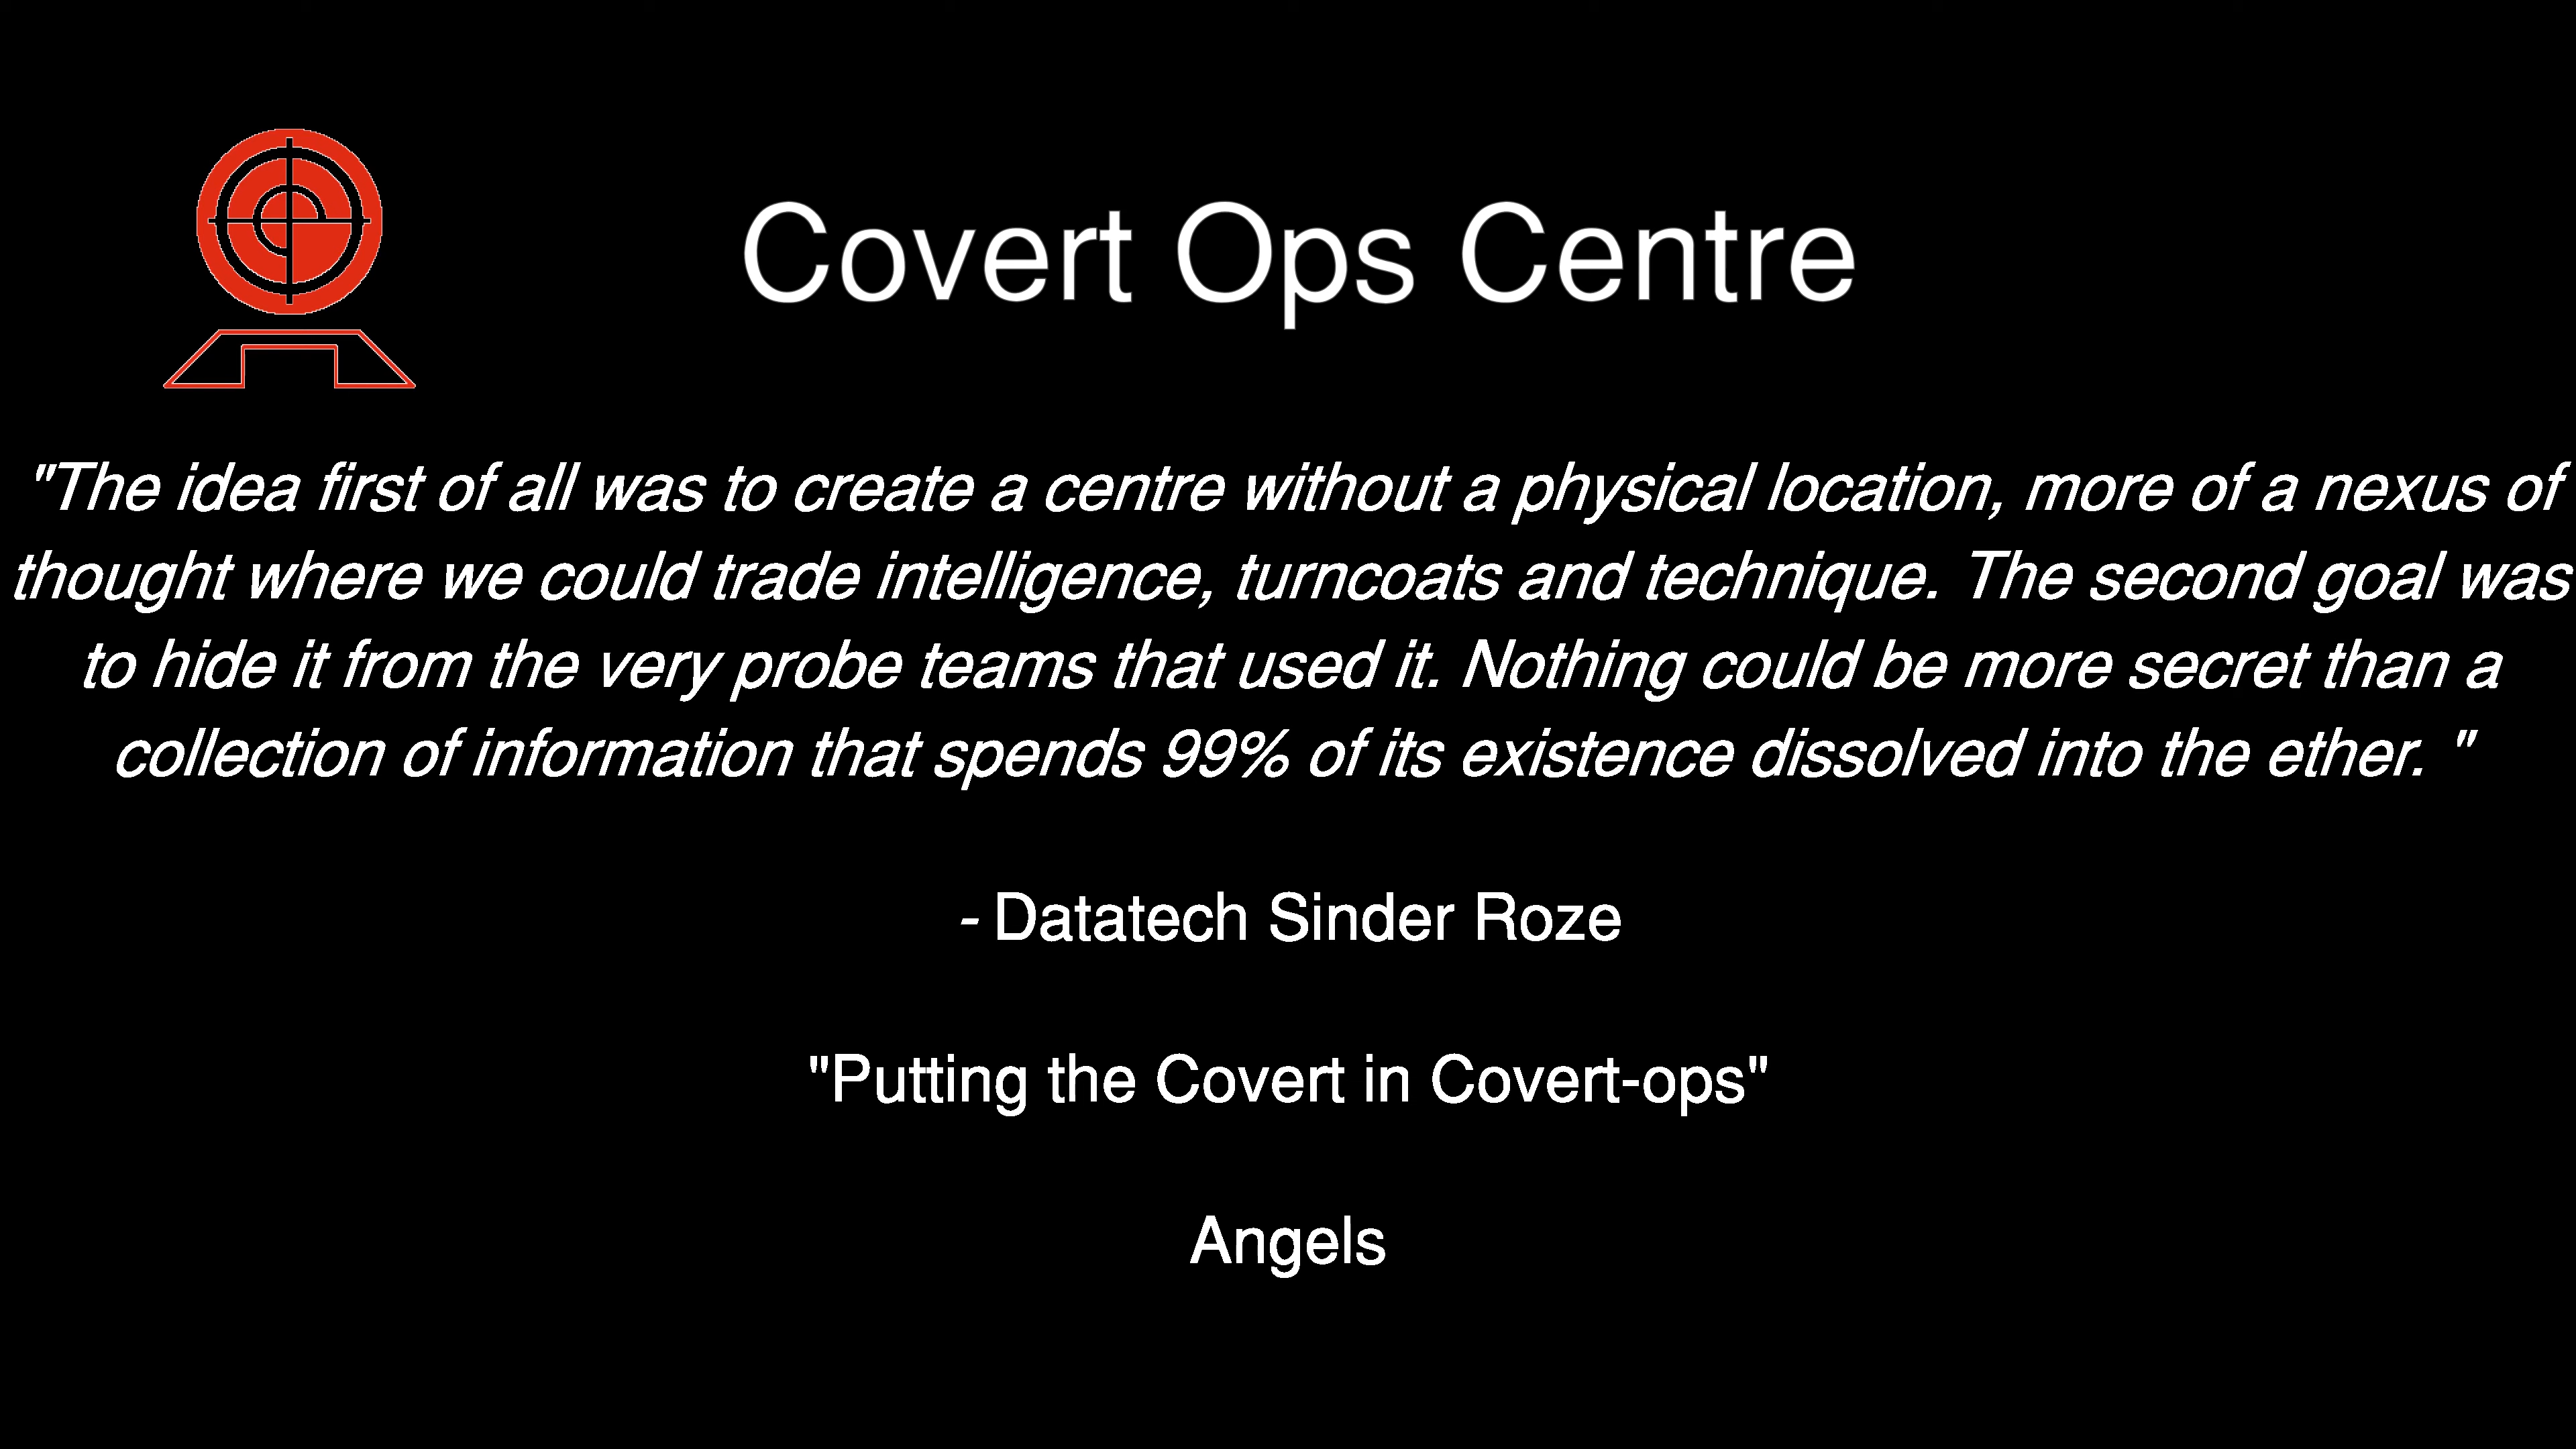 Covert Ops Centre
"The idea first of all was to create a centre without a physical location, more of a nexus of
thought where we could trade intelligence, turncoats and technique. The second goal was
to hide it from the very probe teams that used it. Nothing could be more secret than a
collection of information that spends 99% of its existence dissolved into the ether. "
- Datatech Sinder Roze
"Putting the Covert in Covert-ops"
Angels